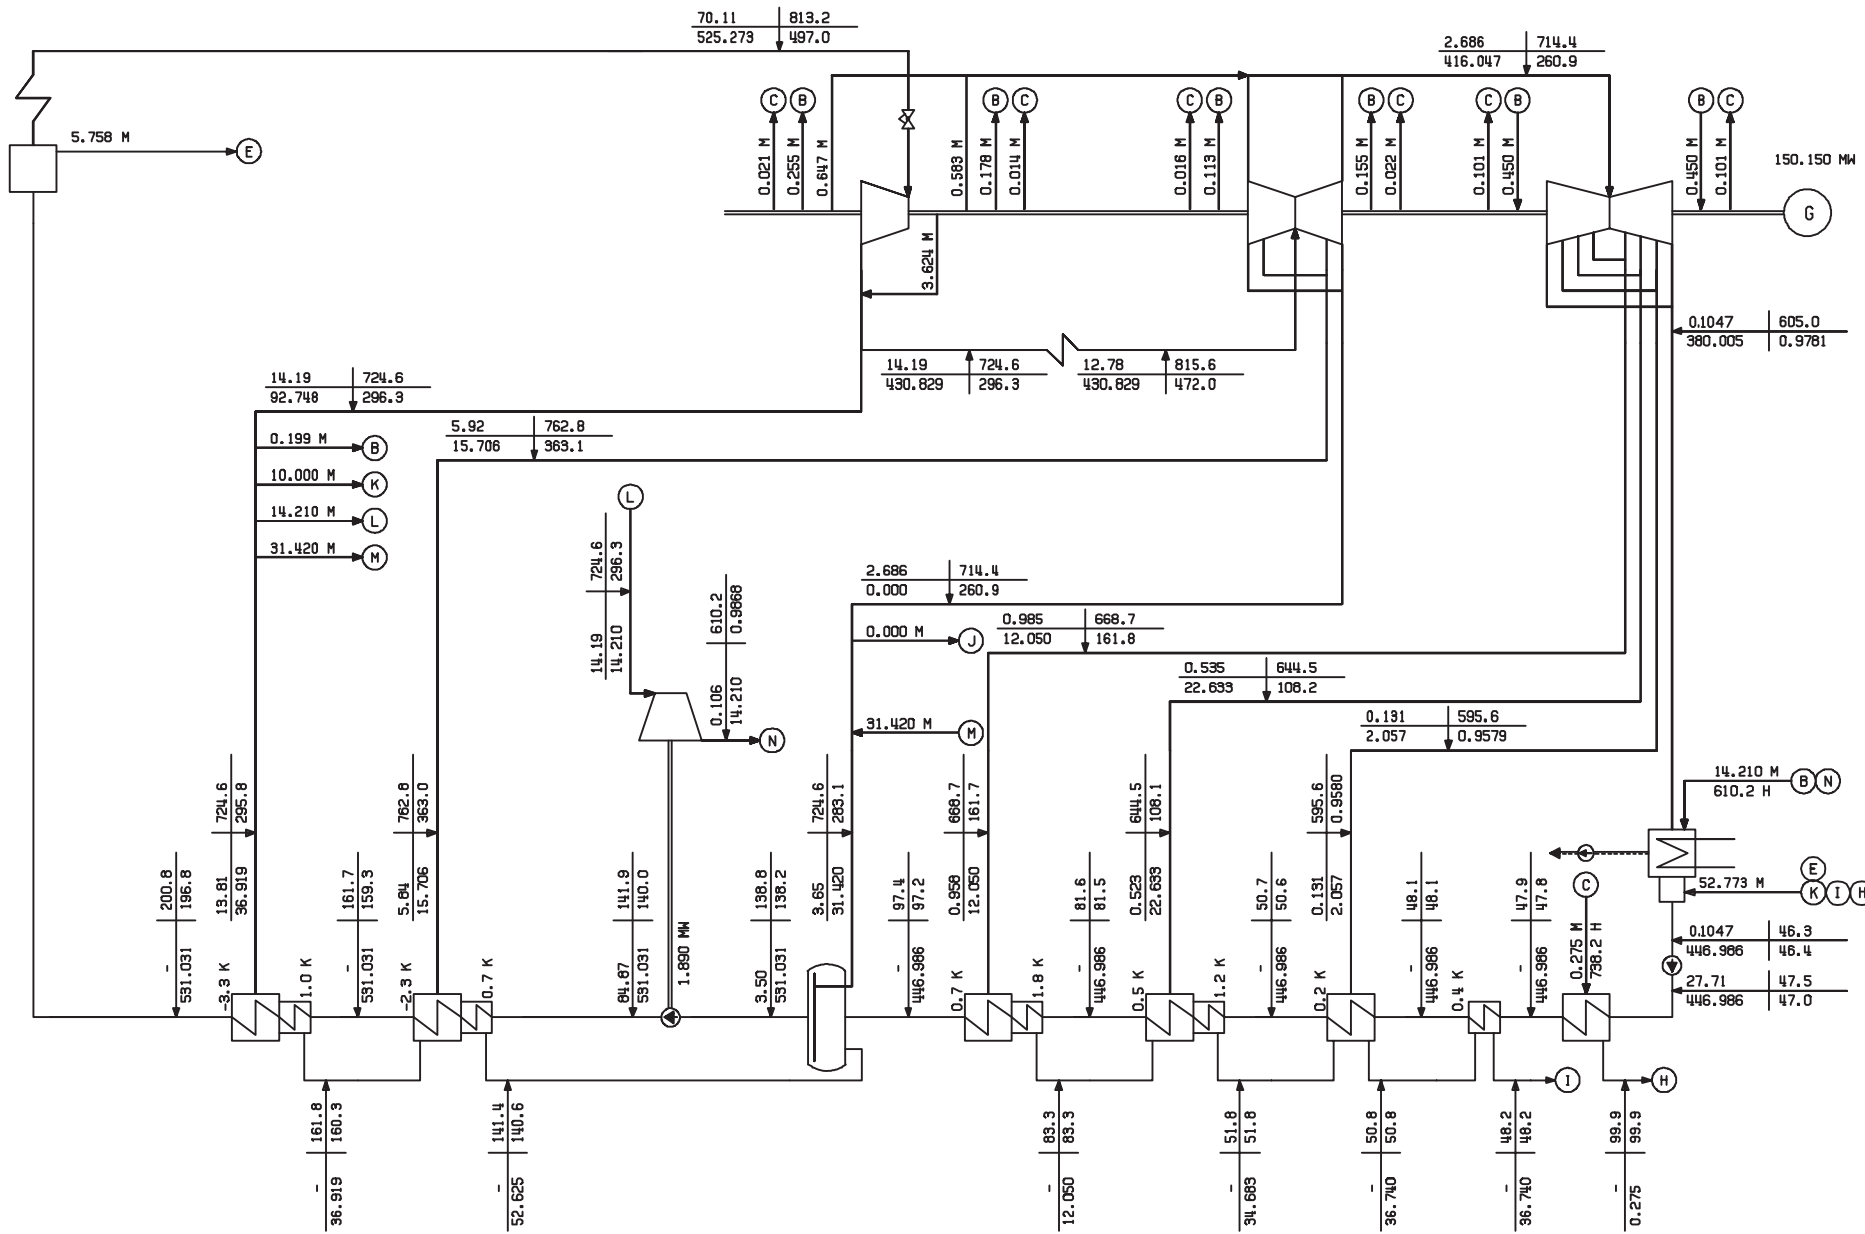 70.11 813.2
525.273 497.0
2.686 714.4
416.047 260.9
C B B C C B B C C B B C
5.758 M
E
0.021 M
0.255 M
0.647 M
0.583 M
0.178 M
0.014 M
0.016 M
0.113 M
0.155 M
0.022 M
0.101 M
0.450 M
0.450 M
0.101 M
150.150 MW
G
3.624 M
0.1047 605.0
380.005 0.9781
14.19 724.6
430.829 296.3
12.78 815.6
430.829 472.0
14.19 724.6
92.748 296.3
5.92 762.8
15.706 363.1
0.199 M
B
10.000 M
K
14.210 M
L
31.420 M
M
L
724.6
296.3
14.19
14.210
610.2
0.9868
0.106
14.210
N
2.686 714.4
0.000 260.9
0.000 M
J
0.985 668.7
12.050 161.8
0.535 644.5
22.633 108.2
0.131 595.6
2.057 0.9579
31.420 M
M
14.210 M
610.2 H
B N
200.8
196.8
-
531.031
724.6
295.8
13.81
36.919
161.7
159.3
-
531.031
762.8
363.0
5.84
15.706
141.9
140.0
84.87
531.031
1.890 MW
138.8
138.2
3.50
531.031
724.6
283.1
3.65
31.420
97.4
97.2
-
446.986
668.7
161.7
0.958
12.050
81.6
81.5
-
446.986
644.5
108.1
0.523
22.633
50.7
50.6
-
446.986
595.6
0.9580
0.131
2.057
48.1
48.1
-
446.986
47.9
47.8
-
446.986
C
0.275 M
738.2 H
E
52.773 M
K I H
0.1047 46.3
446.986 46.4
27.71 47.5
446.986 47.0
-3.3 K
1.0 K
-2.3 K
0.7 K
0.7 K
1.8 K
0.5 K
1.2 K
0.2 K
0.4 K
I
H
161.8
160.3
-
36.919
141.4
140.6
-
52.625
83.3
83.3
-
12.050
51.8
51.8
-
34.683
50.8
50.8
-
36.740
48.2
48.2
-
36.740
99.9
99.9
-
0.275